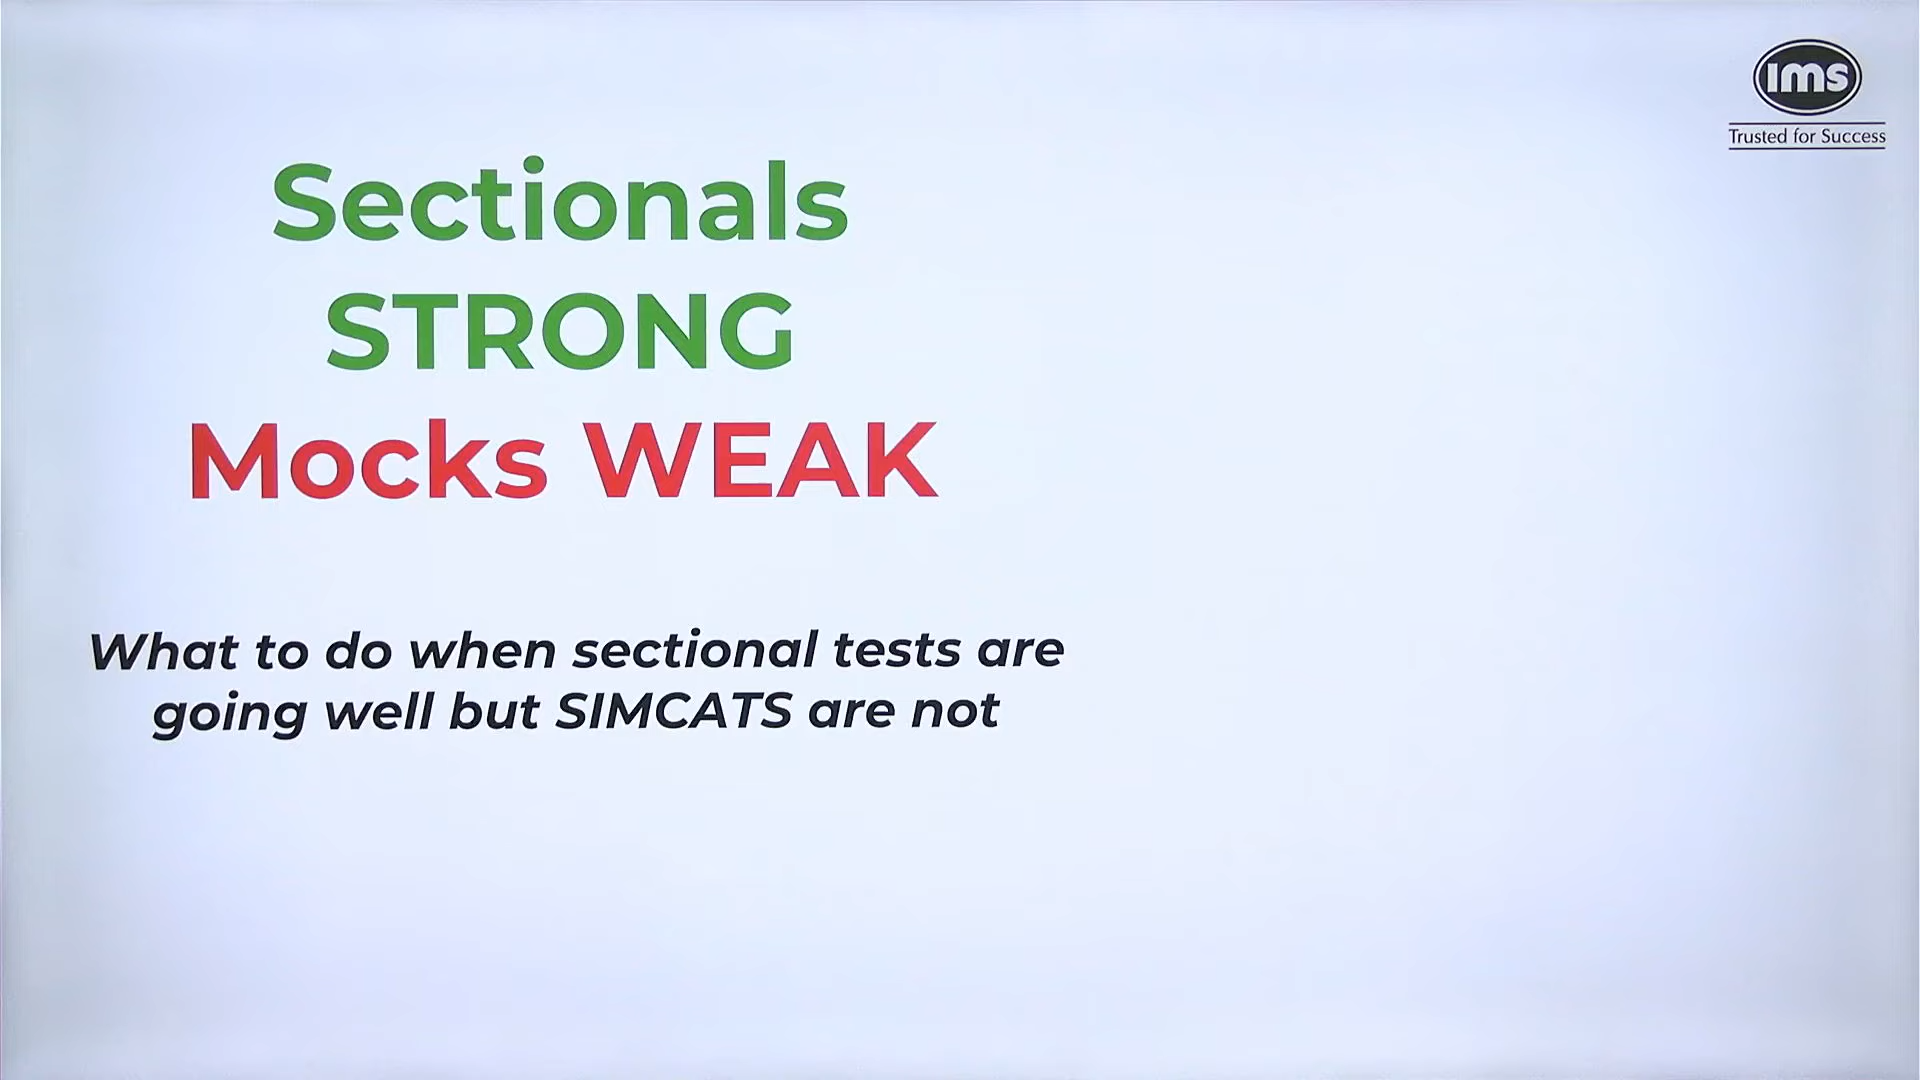 ims
Trusted for Success
Sectionals
STRONG
Mocks WEAK
What to do when sectional tests are
going well but SIMCATS are not